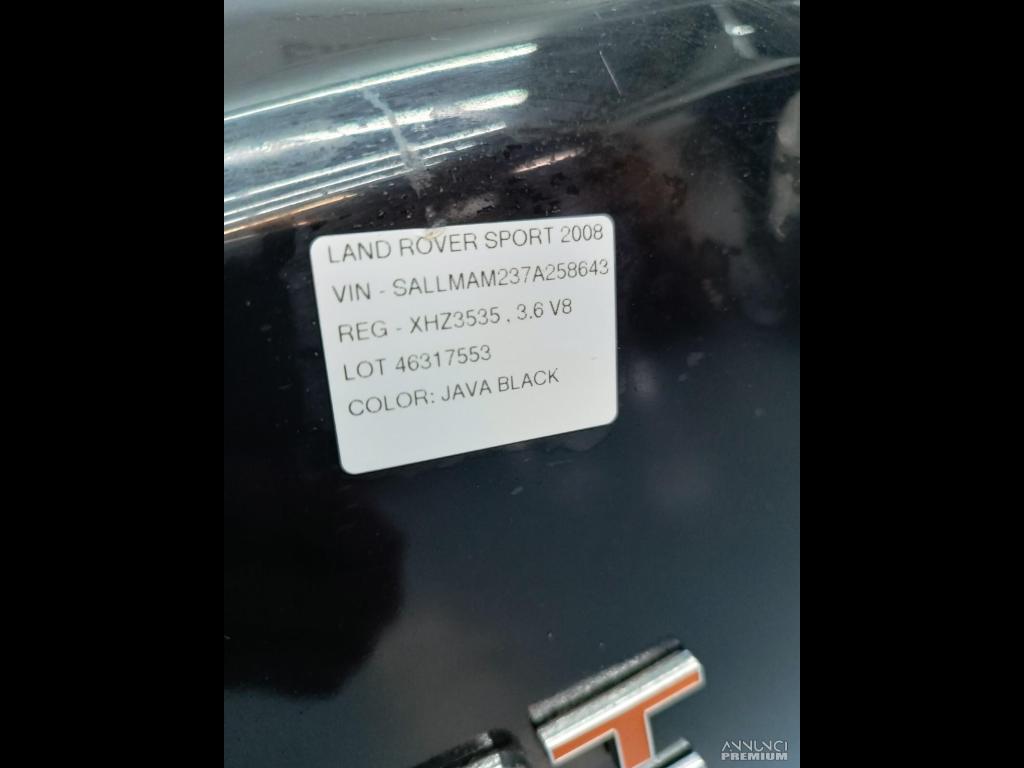 LAND ROVER SPORT 2008
VIN - SALLMAM237A258643
REG - XHZ3535 , 3.6 V8
LOT 46317553
COLOR: JAVA BLACK
T
ANNUNCI
PREMIUM